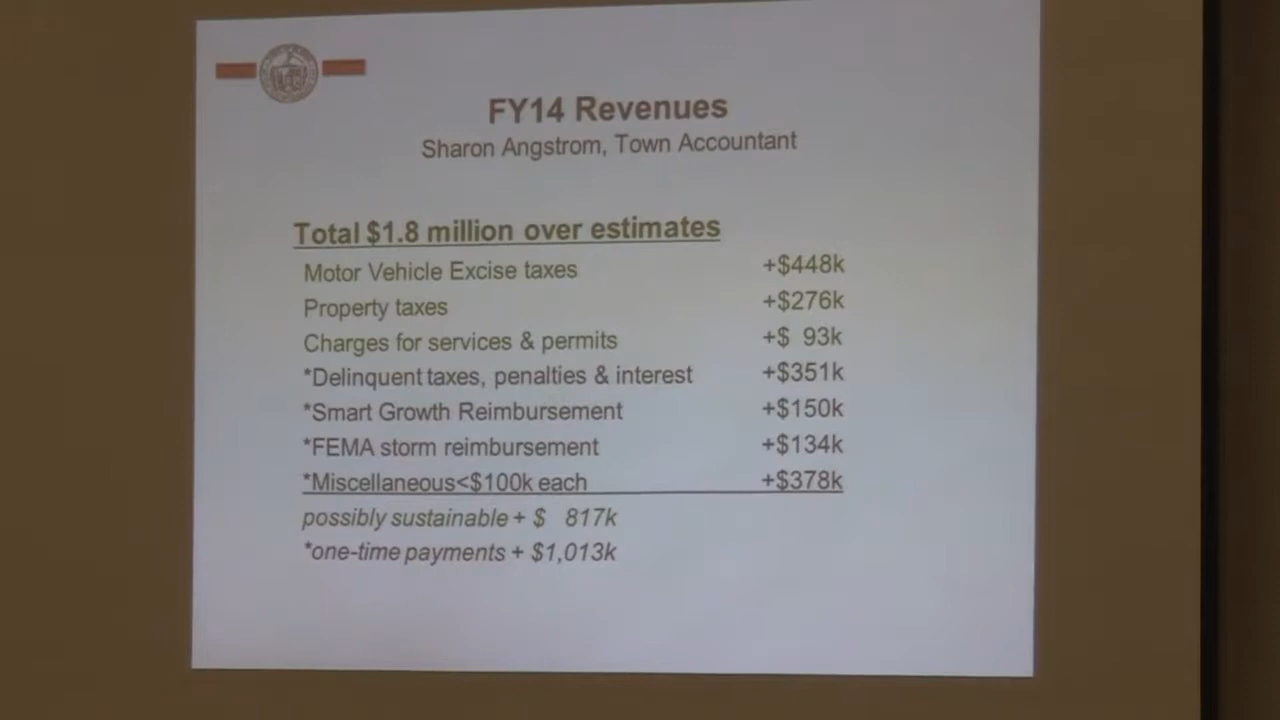 FY14 Revenues
Sharon Angstrom, Town Accountant
Total $1.8 million over estimates
Motor Vehicle Excise taxes +$448k
Property taxes +$276k
Charges for services & permits +$ 93k
*Delinquent taxes, penalties & interest +$351k
*Smart Growth Reimbursement +$150k
*FEMA storm reimbursement +$134k
*Miscellaneous<$100k each +$378k
possibly sustainable + $ 817k
*one-time payments + $1,013k